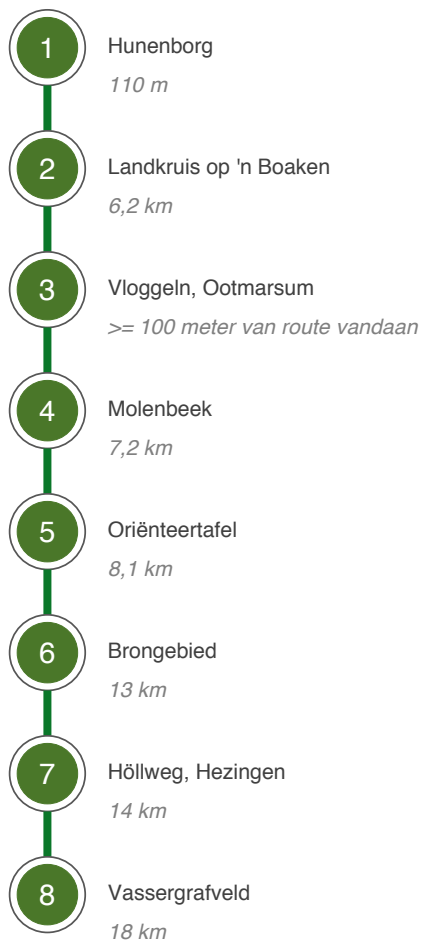 1
Hunenborg
110 m
2
Landkruis op 'n Boaken
6,2 km
3
Vloggeln, Ootmarsum
>= 100 meter van route vandaan
4
Molenbeek
7,2 km
5
Oriënteertafel
8,1 km
6
Brongebied
13 km
7
Höllweg, Hezingen
14 km
8
Vassergrafveld
18 km